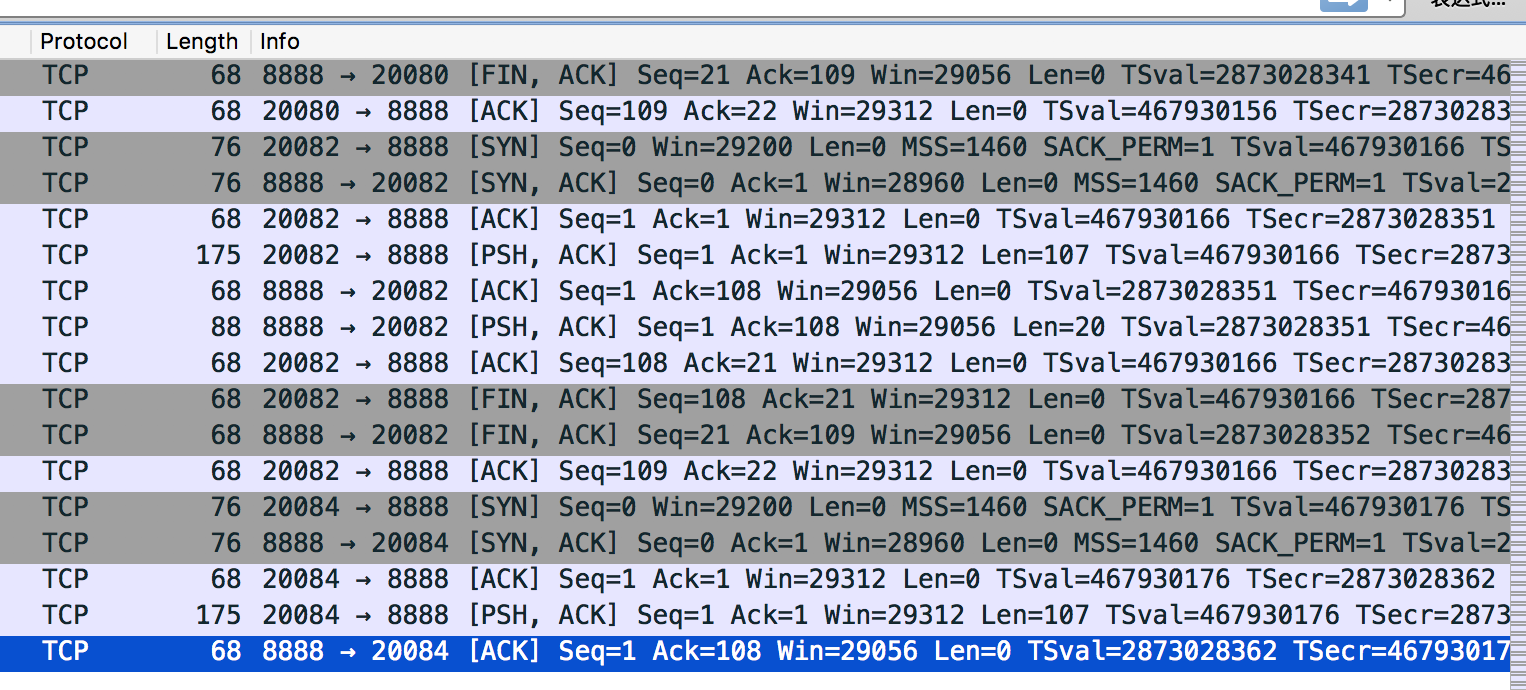 表达式…
Protocol Length Info
TCP 68 8888 → 20080 [FIN, ACK] Seq=21 Ack=109 Win=29056 Len=0 TSval=2873028341 TSecr=46
TCP 68 20080 → 8888 [ACK] Seq=109 Ack=22 Win=29312 Len=0 TSval=467930156 TSecr=28730283
TCP 76 20082 → 8888 [SYN] Seq=0 Win=29200 Len=0 MSS=1460 SACK_PERM=1 TSval=467930166 TS
TCP 76 8888 → 20082 [SYN, ACK] Seq=0 Ack=1 Win=28960 Len=0 MSS=1460 SACK_PERM=1 TSval=2
TCP 68 20082 → 8888 [ACK] Seq=1 Ack=1 Win=29312 Len=0 TSval=467930166 TSecr=2873028351
TCP 175 20082 → 8888 [PSH, ACK] Seq=1 Ack=1 Win=29312 Len=107 TSval=467930166 TSecr=2873
TCP 68 8888 → 20082 [ACK] Seq=1 Ack=108 Win=29056 Len=0 TSval=2873028351 TSecr=46793016
TCP 88 8888 → 20082 [PSH, ACK] Seq=1 Ack=108 Win=29056 Len=20 TSval=2873028351 TSecr=46
TCP 68 20082 → 8888 [ACK] Seq=108 Ack=21 Win=29312 Len=0 TSval=467930166 TSecr=28730283
TCP 68 20082 → 8888 [FIN, ACK] Seq=108 Ack=21 Win=29312 Len=0 TSval=467930166 TSecr=287
TCP 68 8888 → 20082 [FIN, ACK] Seq=21 Ack=109 Win=29056 Len=0 TSval=2873028352 TSecr=46
TCP 68 20082 → 8888 [ACK] Seq=109 Ack=22 Win=29312 Len=0 TSval=467930166 TSecr=28730283
TCP 76 20084 → 8888 [SYN] Seq=0 Win=29200 Len=0 MSS=1460 SACK_PERM=1 TSval=467930176 TS
TCP 76 8888 → 20084 [SYN, ACK] Seq=0 Ack=1 Win=28960 Len=0 MSS=1460 SACK_PERM=1 TSval=2
TCP 68 20084 → 8888 [ACK] Seq=1 Ack=1 Win=29312 Len=0 TSval=467930176 TSecr=2873028362
TCP 175 20084 → 8888 [PSH, ACK] Seq=1 Ack=1 Win=29312 Len=107 TSval=467930176 TSecr=2873
TCP 68 8888 → 20084 [ACK] Seq=1 Ack=108 Win=29056 Len=0 TSval=2873028362 TSecr=46793017